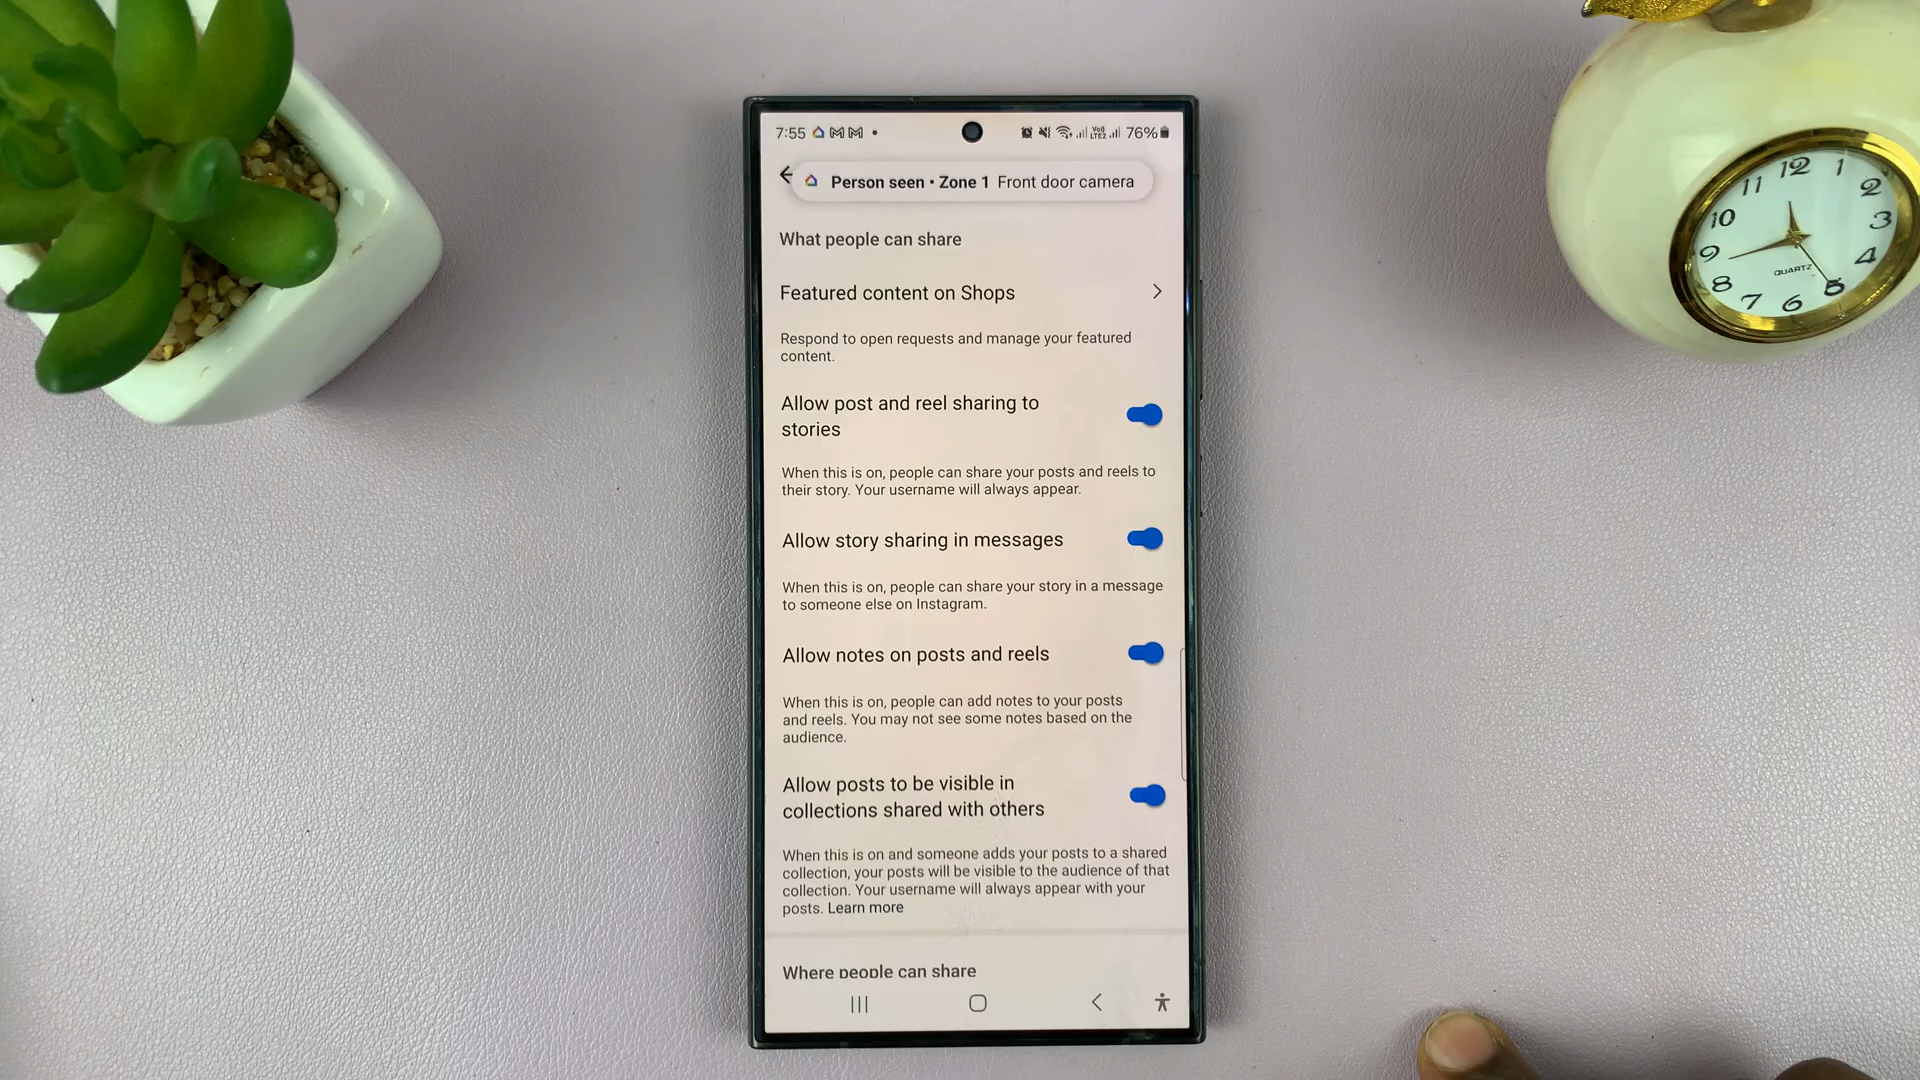 7:55 VoI) LTE2 76%
Person seen • Zone 1 Front door camera
What people can share
Featured content on Shops
Respond to open requests and manage your featured
content.
Allow post and reel sharing to
stories
When this is on, people can share your posts and reels to
their story. Your username will always appear.
Allow story sharing in messages
When this is on, people can share your story in a message
to someone else on Instagram.
Allow notes on posts and reels
When this is on, people can add notes to your posts
and reels. You may not see some notes based on the
audience.
Allow posts to be visible in
collections shared with others
When this is on and someone adds your posts to a shared
collection, your posts will be visible to the audience of that
collection. Your username will always appear with your
posts. Learn more
Where people can share
12
1
2
3
4
5
6
7
8
9
10
11
QUARTZ